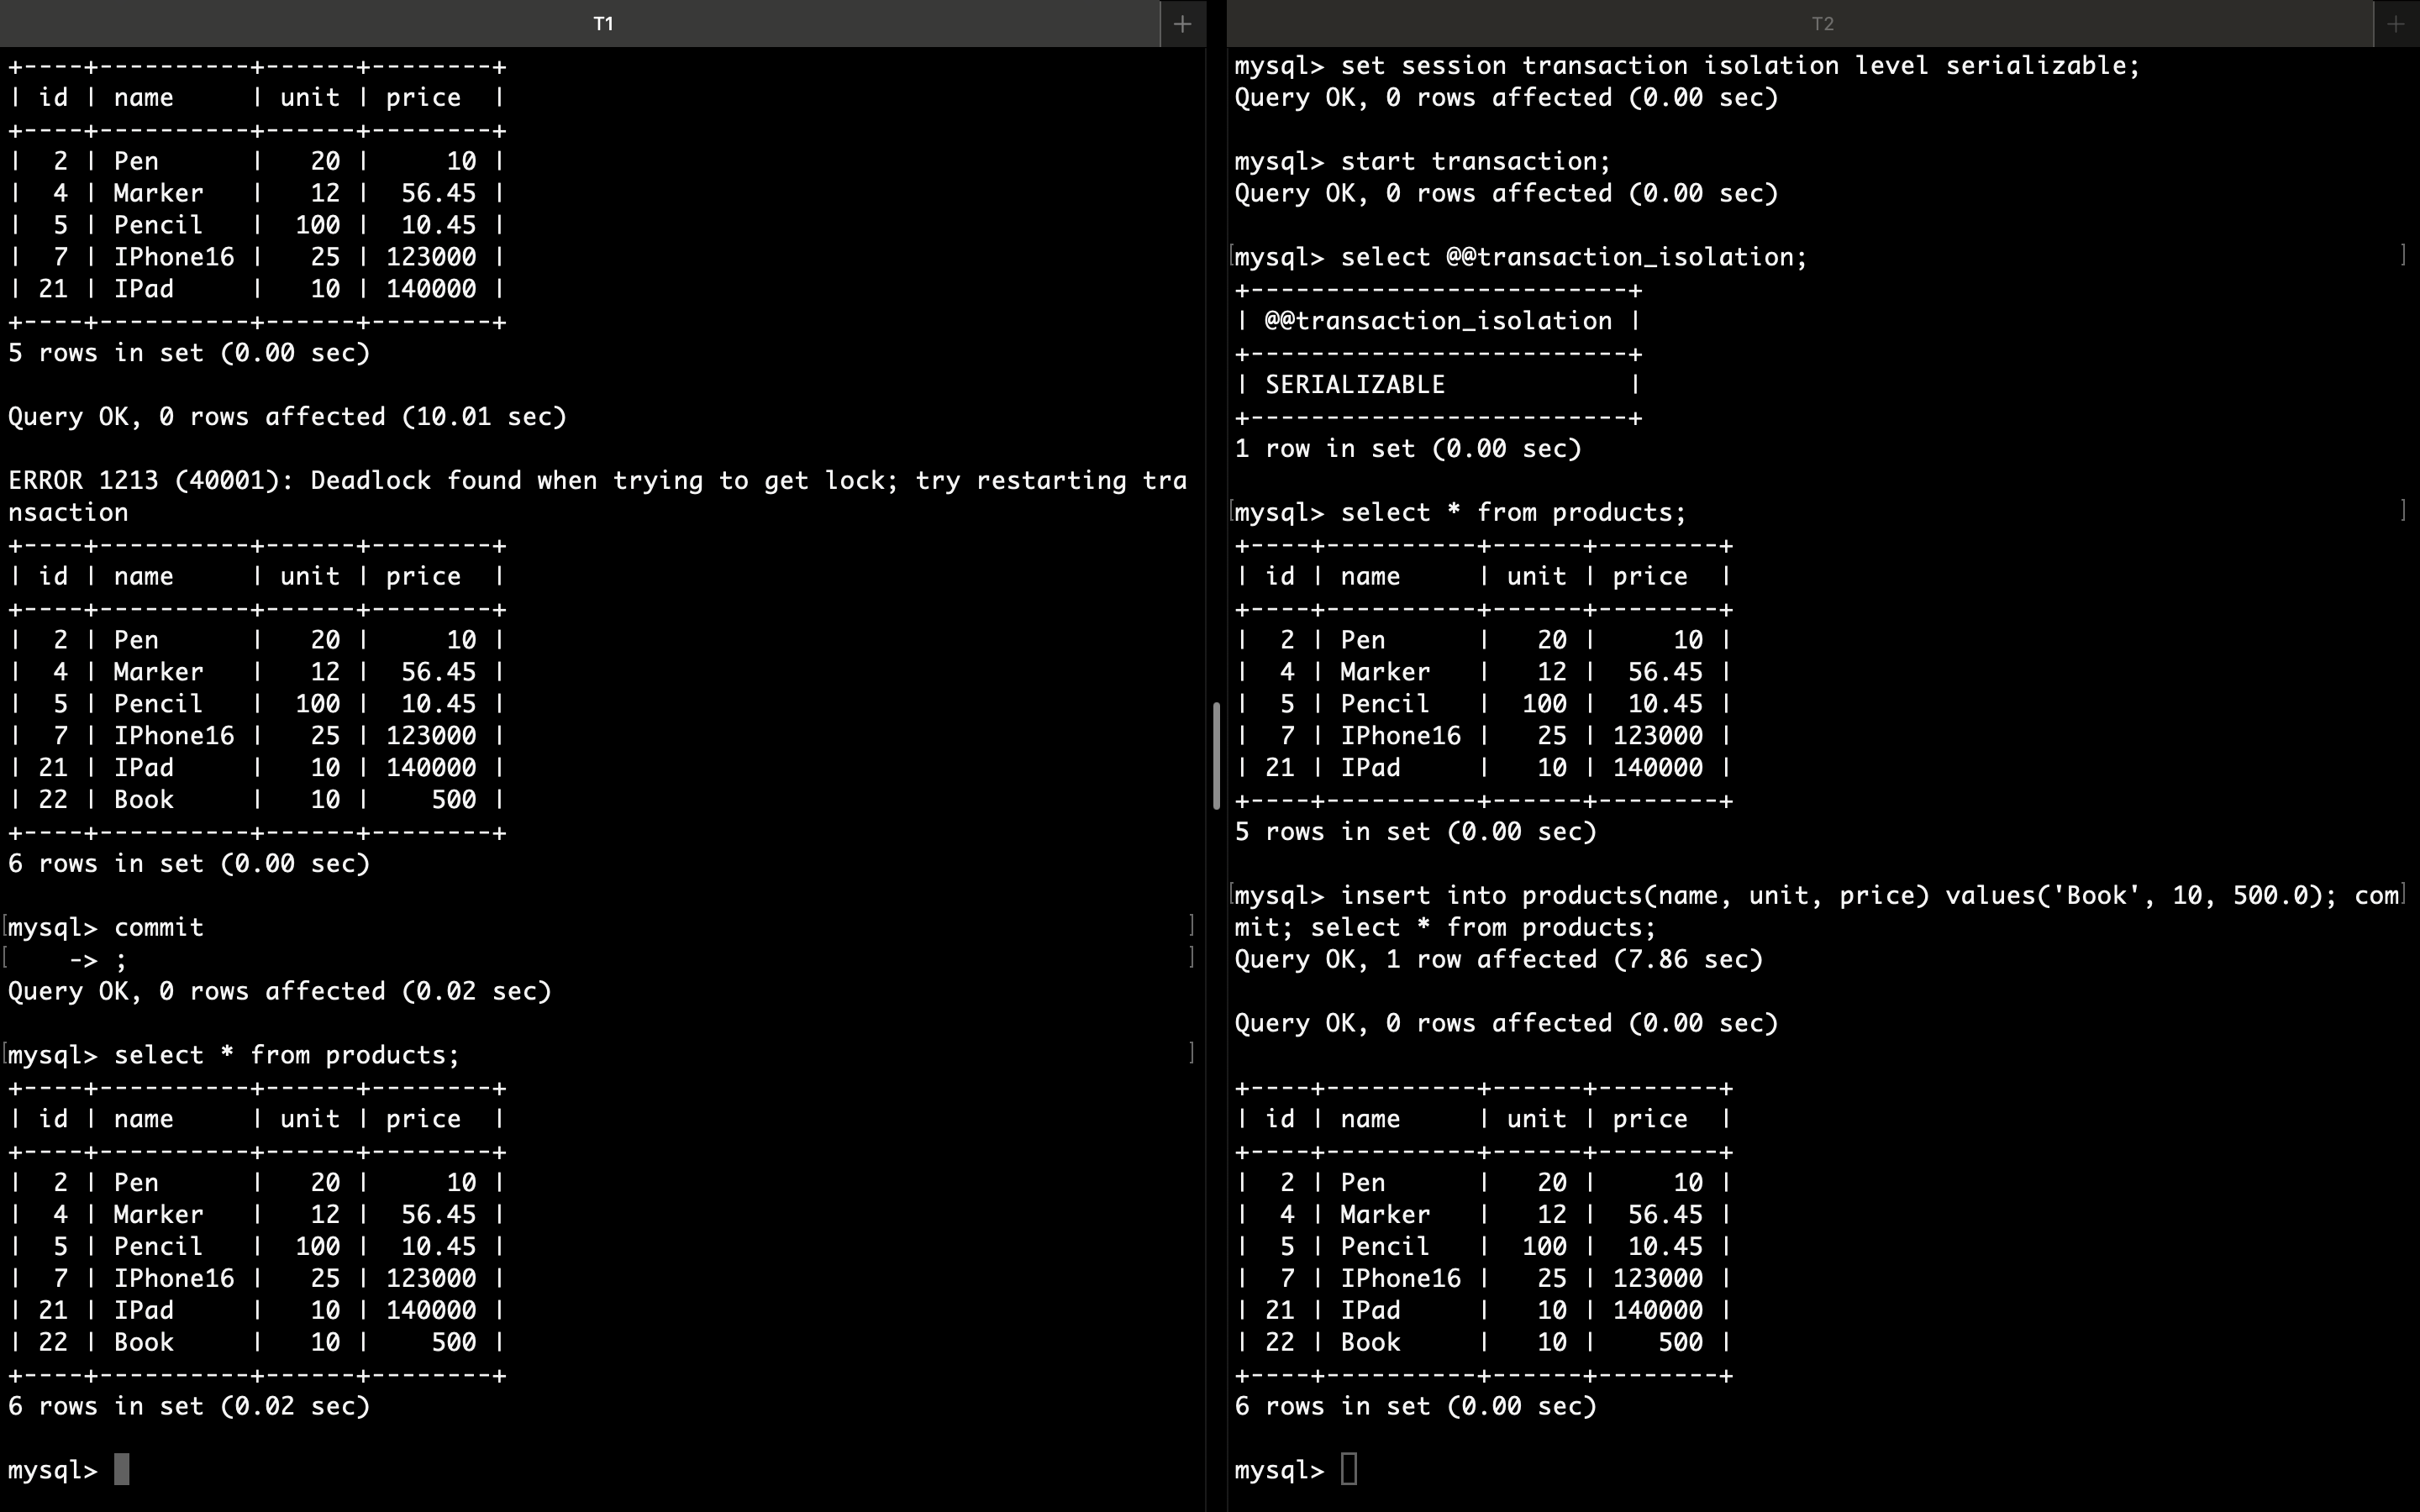 T1
+----+----------+------+--------+
| id | name     | unit | price  |
+----+----------+------+--------+
|  2 | Pen      |   20 |     10 |
|  4 | Marker   |   12 |  56.45 |
|  5 | Pencil   |  100 |  10.45 |
|  7 | IPhone16 |   25 | 123000 |
| 21 | IPad     |   10 | 140000 |
+----+----------+------+--------+
5 rows in set (0.00 sec)
Query OK, 0 rows affected (10.01 sec)
ERROR 1213 (40001): Deadlock found when trying to get lock; try restarting tra
nsaction
+----+----------+------+--------+
| id | name     | unit | price  |
+----+----------+------+--------+
|  2 | Pen      |   20 |     10 |
|  4 | Marker   |   12 |  56.45 |
|  5 | Pencil   |  100 |  10.45 |
|  7 | IPhone16 |   25 | 123000 |
| 21 | IPad     |   10 | 140000 |
| 22 | Book     |   10 |    500 |
+----+----------+------+--------+
6 rows in set (0.00 sec)
mysql> commit
    -> ;
Query OK, 0 rows affected (0.02 sec)
mysql> select * from products;
+----+----------+------+--------+
| id | name     | unit | price  |
+----+----------+------+--------+
|  2 | Pen      |   20 |     10 |
|  4 | Marker   |   12 |  56.45 |
|  5 | Pencil   |  100 |  10.45 |
|  7 | IPhone16 |   25 | 123000 |
| 21 | IPad     |   10 | 140000 |
| 22 | Book     |   10 |    500 |
+----+----------+------+--------+
6 rows in set (0.02 sec)
mysql>
T2
mysql> set session transaction isolation level serializable;
Query OK, 0 rows affected (0.00 sec)
mysql> start transaction;
Query OK, 0 rows affected (0.00 sec)
mysql> select @@transaction_isolation;
+-------------------------+
| @@transaction_isolation |
+-------------------------+
| SERIALIZABLE            |
+-------------------------+
1 row in set (0.00 sec)
mysql> select * from products;
+----+----------+------+--------+
| id | name     | unit | price  |
+----+----------+------+--------+
|  2 | Pen      |   20 |     10 |
|  4 | Marker   |   12 |  56.45 |
|  5 | Pencil   |  100 |  10.45 |
|  7 | IPhone16 |   25 | 123000 |
| 21 | IPad     |   10 | 140000 |
+----+----------+------+--------+
5 rows in set (0.00 sec)
mysql> insert into products(name, unit, price) values('Book', 10, 500.0); com
mit; select * from products;
Query OK, 1 row affected (7.86 sec)
Query OK, 0 rows affected (0.00 sec)
+----+----------+------+--------+
| id | name     | unit | price  |
+----+----------+------+--------+
|  2 | Pen      |   20 |     10 |
|  4 | Marker   |   12 |  56.45 |
|  5 | Pencil   |  100 |  10.45 |
|  7 | IPhone16 |   25 | 123000 |
| 21 | IPad     |   10 | 140000 |
| 22 | Book     |   10 |    500 |
+----+----------+------+--------+
6 rows in set (0.00 sec)
mysql>